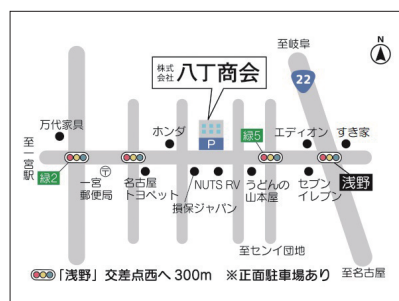 至岐阜
N
株式
会社
八丁商会
22
万代家具
ホンダ
P
緑5
エディオン
すき家
至一宮駅
緑2
一宮
郵便局
〒
名古屋
トヨペット
損保ジャパン
NUTS RV
うどんの
山本屋
セブン
イレブン
浅野
至センイ団地
至名古屋
「浅野」交差点西へ300m ※正面駐車場あり